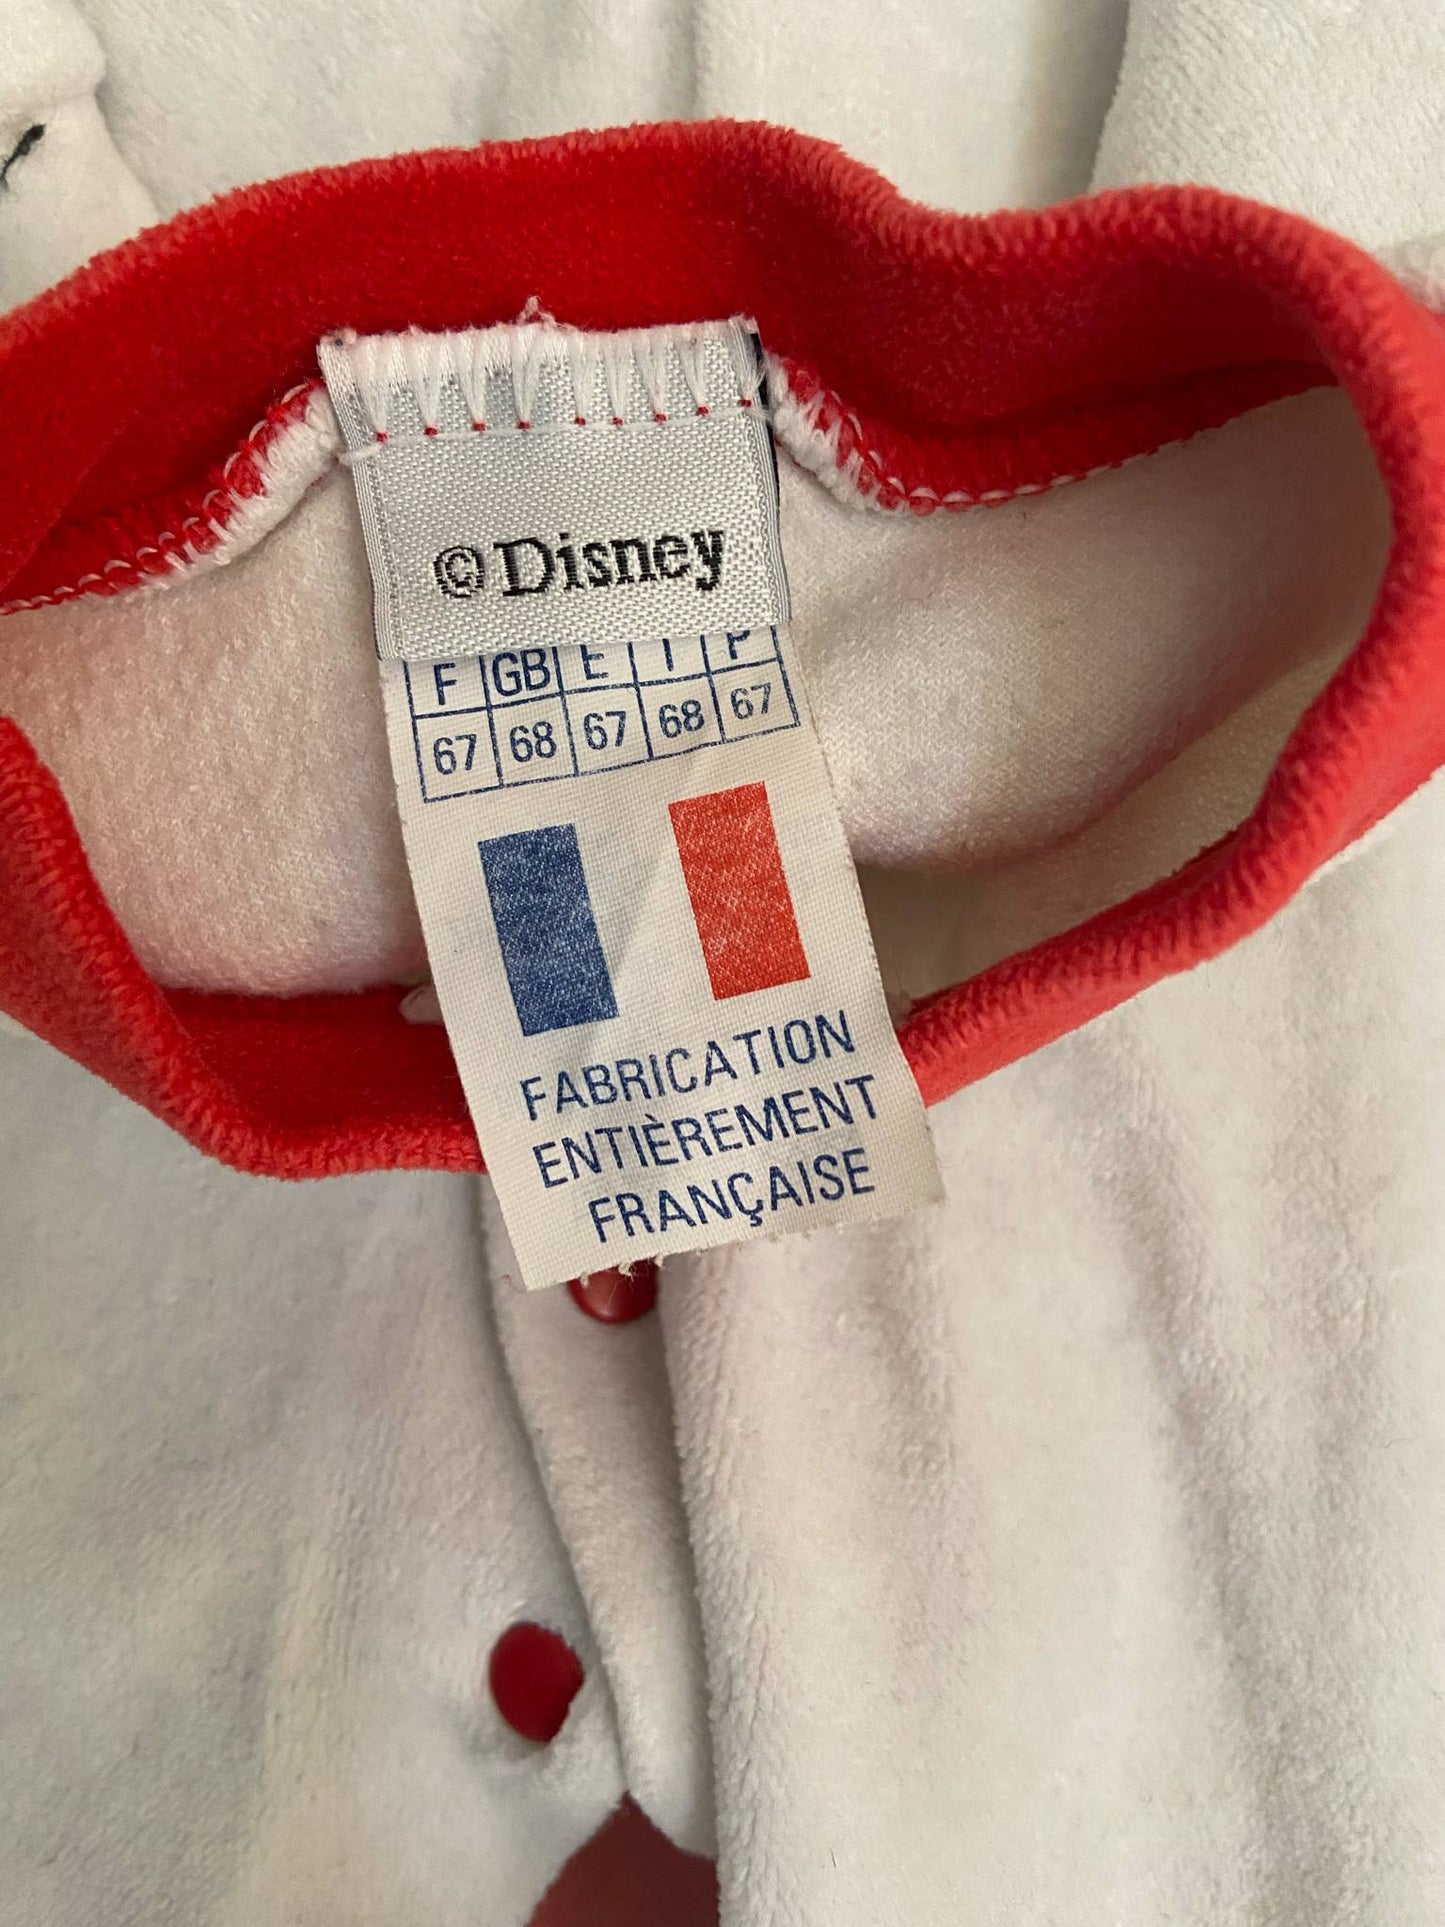 © Disney
F GB E I P
67 68 67 68 67
FABRICATION
ENTIÈREMENT
FRANÇAISE